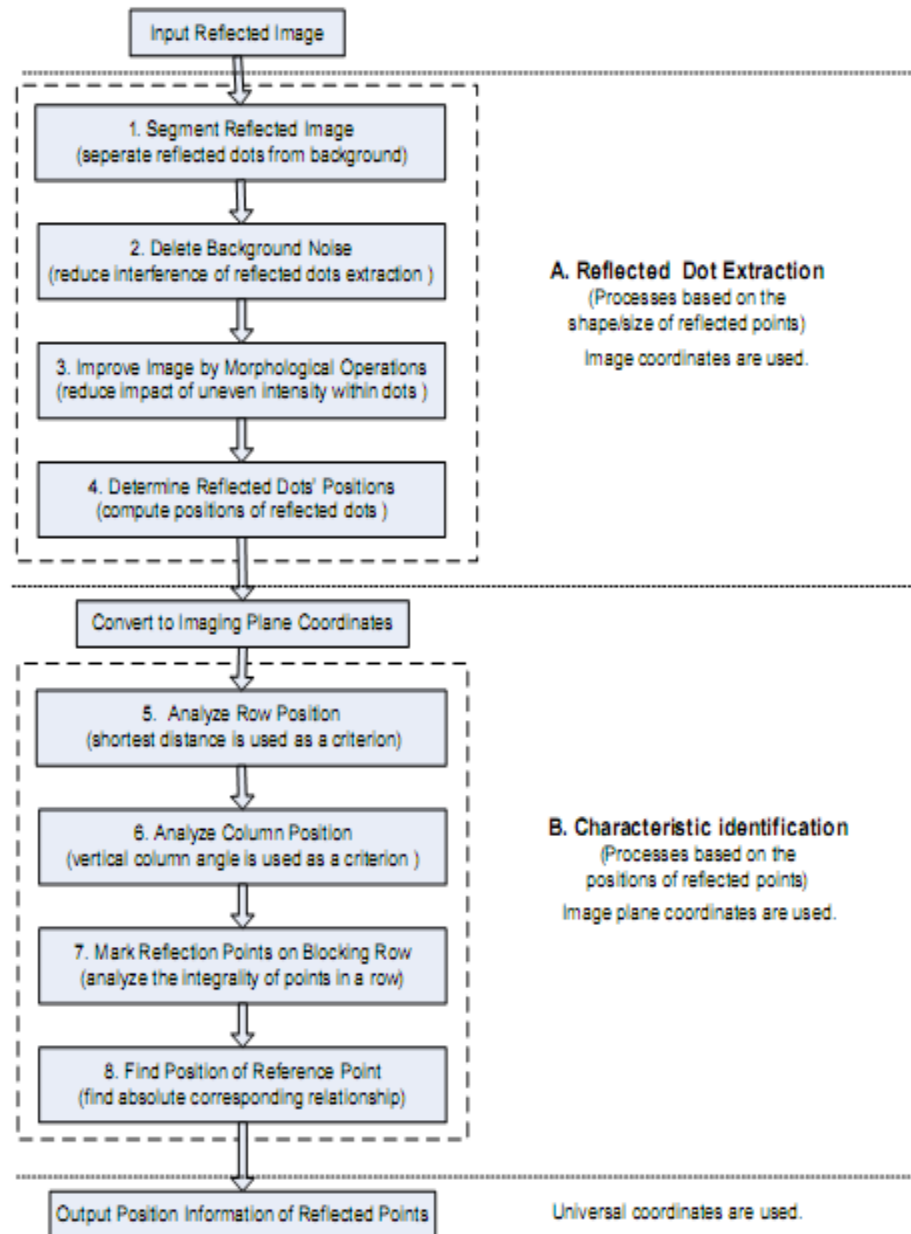 Input Reflected Image
1. Segment Reflected Image
(seperate reflected dots from background)
2. Delete Background Noise
(reduce interference of reflected dots extraction )
3. Improve Image by Morphological Operations
(reduce impact of uneven intensity within dots )
4. Determine Reflected Dots' Positions
(compute positions of reflected dots )
A. Reflected Dot Extraction
(Processes based on the
shape/size of reflected points)
Image coordinates are used.
Convert to Imaging Plane Coordinates
5. Analyze Row Position
(shortest distance is used as a criterion)
6. Analyze Column Position
(vertical column angle is used as a criterion )
7. Mark Reflection Points on Blocking Row
(analyze the integrality of points in a row)
8. Find Position of Reference Point
(find absolute corresponding relationship)
B. Characteristic identification
(Processes based on the
positions of reflected points)
Image plane coordinates are used.
Output Position Information of Reflected Points
Universal coordinates are used.